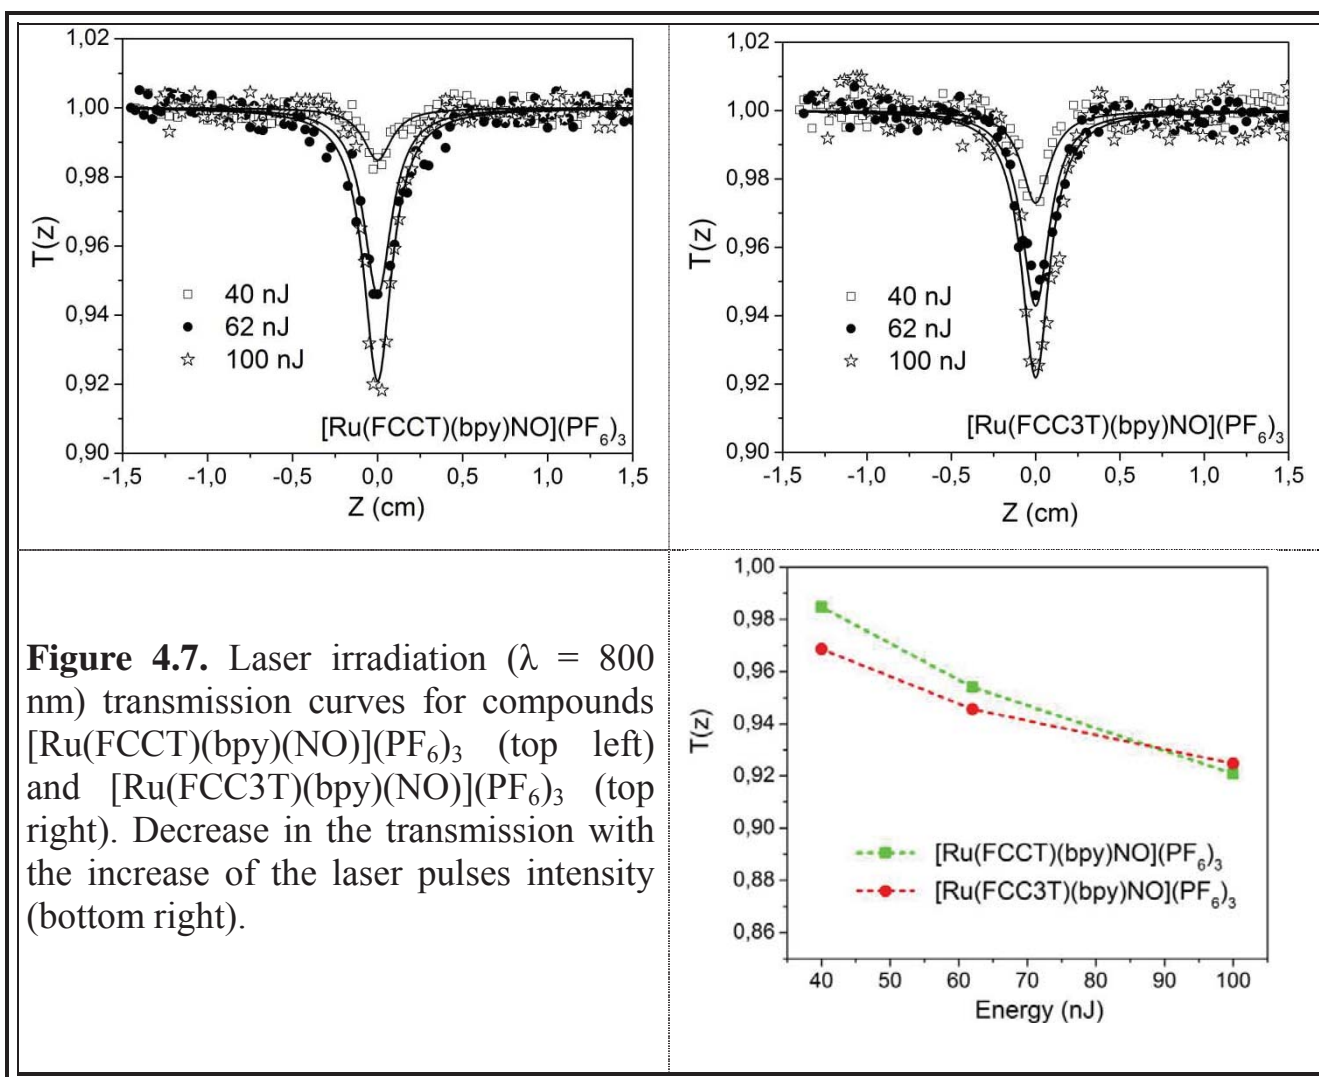 1,02
1,00
0,98
0,96
0,94
0,92
0,90
T(z)
40 nJ
62 nJ
100 nJ
[Ru(FCCT)(bpy)NO](PF6)3
-1,5
-1,0
-0,5
0,0
0,5
1,0
1,5
Z (cm)
1,02
1,00
0,98
0,96
0,94
0,92
0,90
T(z)
40 nJ
62 nJ
100 nJ
[Ru(FCC3T)(bpy)NO](PF6)3
-1,5
-1,0
-0,5
0,0
0,5
1,0
1,5
Z (cm)
Figure 4.7. Laser irradiation (λ = 800
nm) transmission curves for compounds
[Ru(FCCT)(bpy)(NO)](PF6)3 (top left)
and [Ru(FCC3T)(bpy)(NO)](PF6)3 (top
right). Decrease in the transmission with
the increase of the laser pulses intensity
(bottom right).
1,00
0,98
0,96
0,94
0,92
0,90
0,88
0,86
T(z)
[Ru(FCCT)(bpy)NO](PF6)3
[Ru(FCC3T)(bpy)NO](PF6)3
40
50
60
70
80
90
100
Energy (nJ)